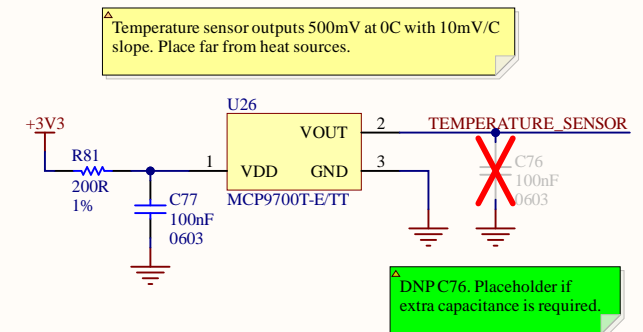 Temperature sensor outputs 500mV at 0C with 10mV/C
slope. Place far from heat sources.
U26
+3V3
VOUT
2
TEMPERATURE_SENSOR
R81
200R
1%
1
VDD
GND
3
MCP9700T-E/TT
C77
100nF
0603
C76
100nF
0603
DNP C76. Placeholder if
extra capacitance is required.